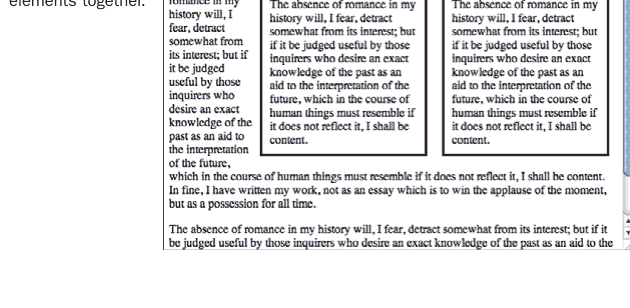 elements together.
romance in my
history will, I
fear, detract
somewhat from
its interest; but if
it be judged
useful by those
inquirers who
desire an exact
knowledge of the
past as an aid to
the interpretation
of the future,
The absence of romance in my
history will, I fear, detract
somewhat from its interest; but
if it be judged useful by those
inquirers who desire an exact
knowledge of the past as an
aid to the interpretation of the
future, which in the course of
human things must resemble if
it does not reflect it, I shall be
content.
The absence of romance in my
history will, I fear, detract
somewhat from its interest; but
if it be judged useful by those
inquirers who desire an exact
knowledge of the past as an
aid to the interpretation of the
future, which in the course of
human things must resemble if
it does not reflect it, I shall be
content.
which in the course of human things must resemble if it does not reflect it, I shall be content.
In fine, I have written my work, not as an essay which is to win the applause of the moment,
but as a possession for all time.
The absence of romance in my history will, I fear, detract somewhat from its interest; but if it
be judged useful by those inquirers who desire an exact knowledge of the past as an aid to the